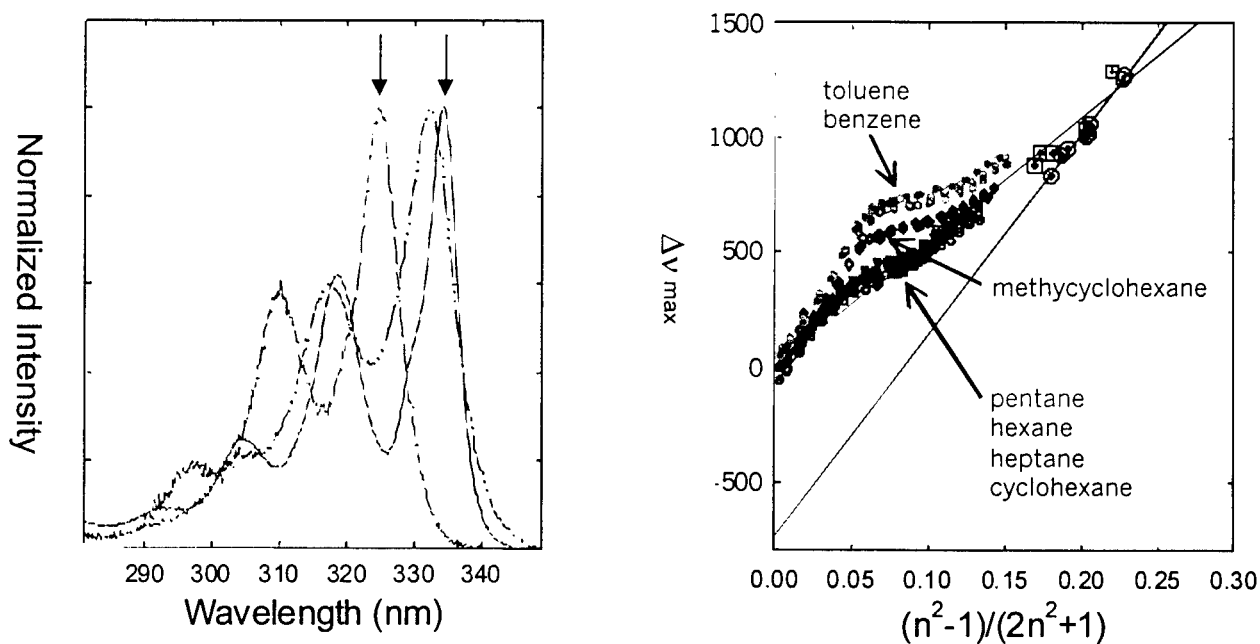 Normalized Intensity
290 300 310 320 330 340
Wavelength (nm)
1500
1000
500
0
-500
Δν max
toluene
benzene
methycyclohexane
pentane
hexane
heptane
cyclohexane
0.00 0.05 0.10 0.15 0.20 0.25 0.30
(n²-1)/(2n²+1)